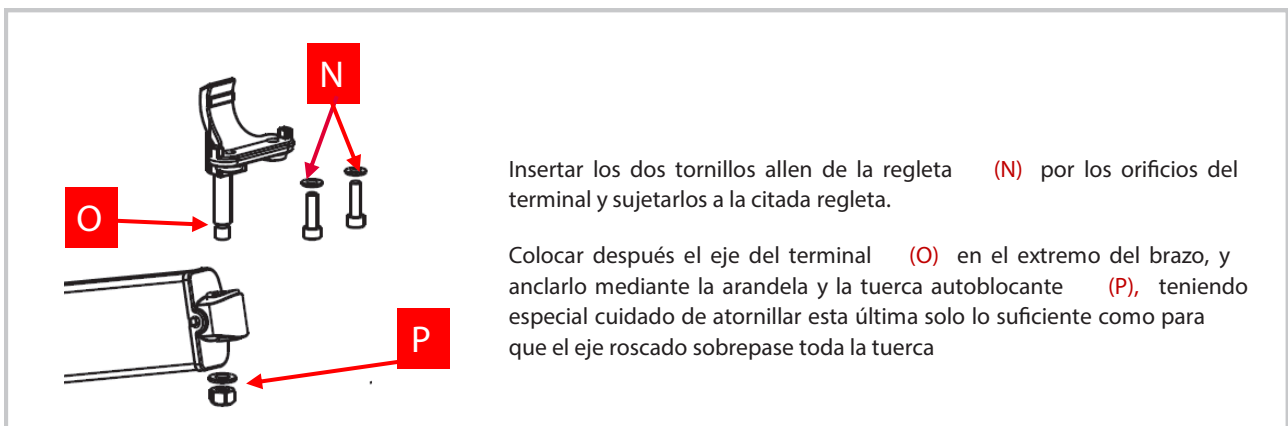 N
O
P
Insertar los dos tornillos allen de la regleta (N) por los orificios del
terminal y sujetarlos a la citada regleta.
Colocar después el eje del terminal (O) en el extremo del brazo, y
anclarlo mediante la arandela y la tuerca autoblocante (P), teniendo
especial cuidado de atornillar esta última solo lo suficiente como para
que el eje roscado sobrepase toda la tuerca